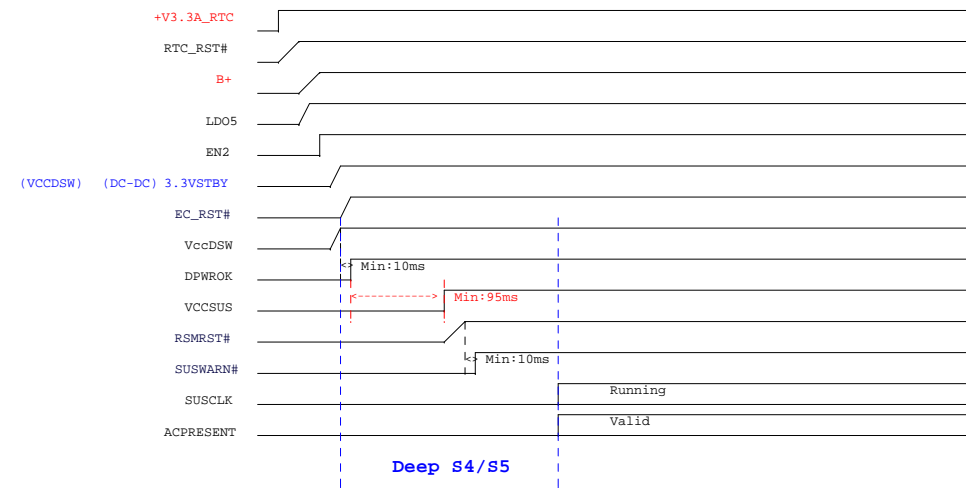 +V3.3A_RTC
RTC_RST#
B+
LDO5
EN2
(VCCDSW) (DC-DC) 3.3VSTBY
EC_RST#
VccDSW
DPWROK
Min:10ms
VCCSUS
Min:95ms
RSMRST#
SUSWARN#
Min:10ms
SUSCLK
Running
ACPRESENT
Valid
Deep S4/S5